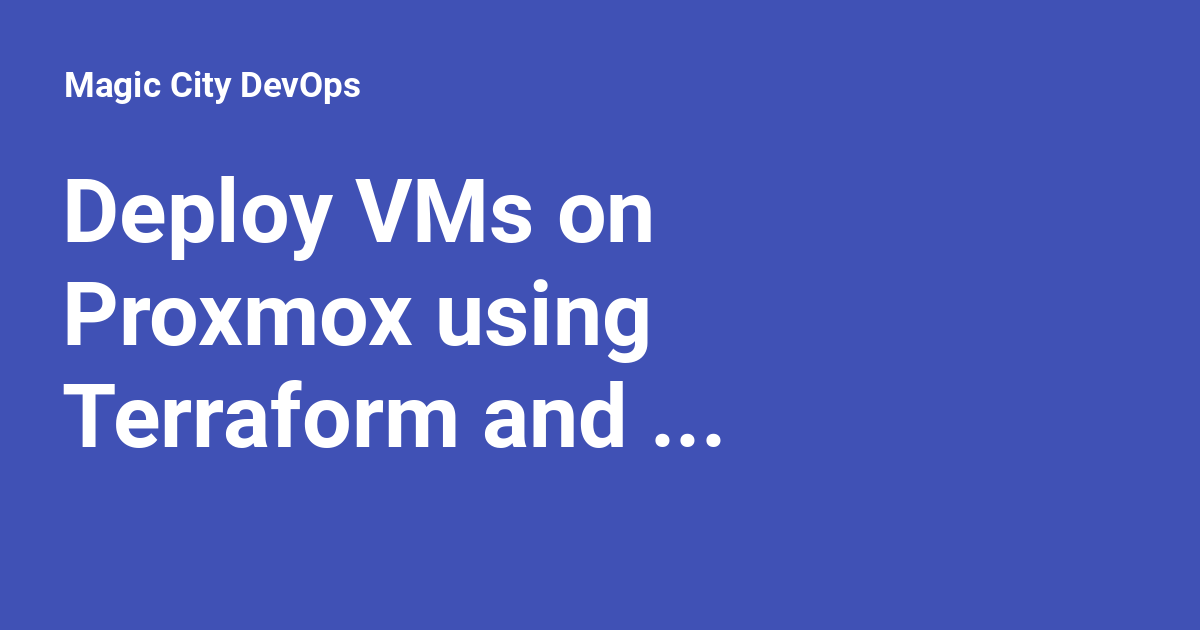 Magic City DevOps
Deploy VMs on
Proxmox using
Terraform and ...